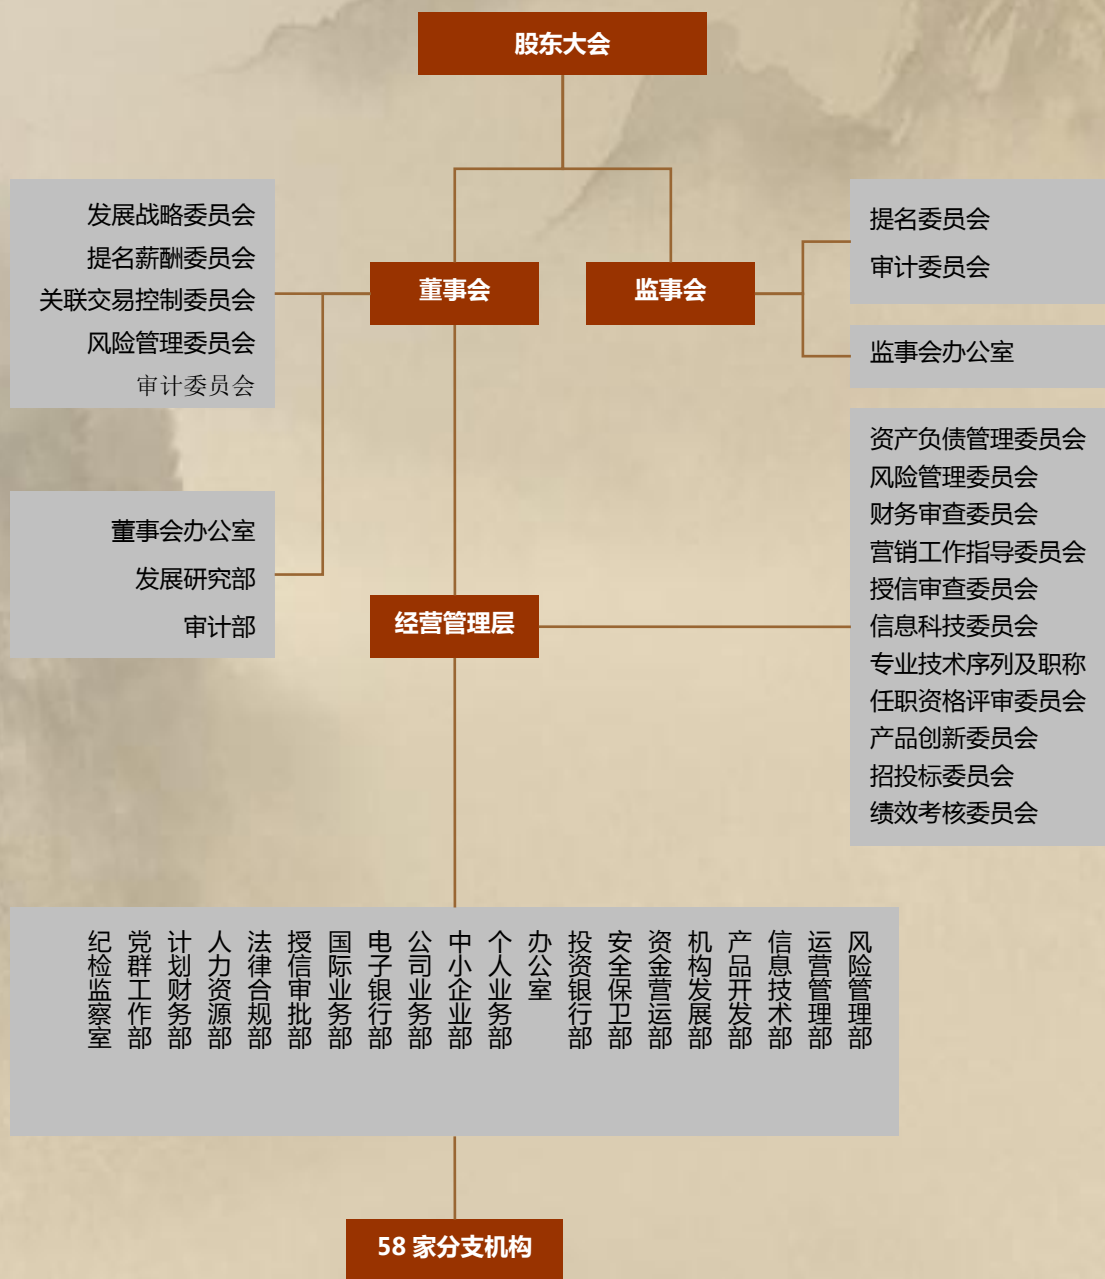 股东大会
发展战略委员会
提名薪酬委员会
关联交易控制委员会
风险管理委员会
审计委员会
董事会
监事会
提名委员会
审计委员会
监事会办公室
董事会办公室
发展研究部
审计部
经营管理层
资产负债管理委员会
风险管理委员会
财务审查委员会
营销工作指导委员会
授信审查委员会
信息科技委员会
专业技术序列及职称
任职资格评审委员会
产品创新委员会
招投标委员会
绩效考核委员会
纪检监察室
党群工作部
计划财务部
人力资源部
法律合规部
授信审批部
国际业务部
电子银行部
公司业务部
中小企业部
个人业务部
办公室
投资银行部
安全保卫部
资金营运部
机构发展部
产品开发部
信息技术部
运营管理部
风险管理部
58 家分支机构